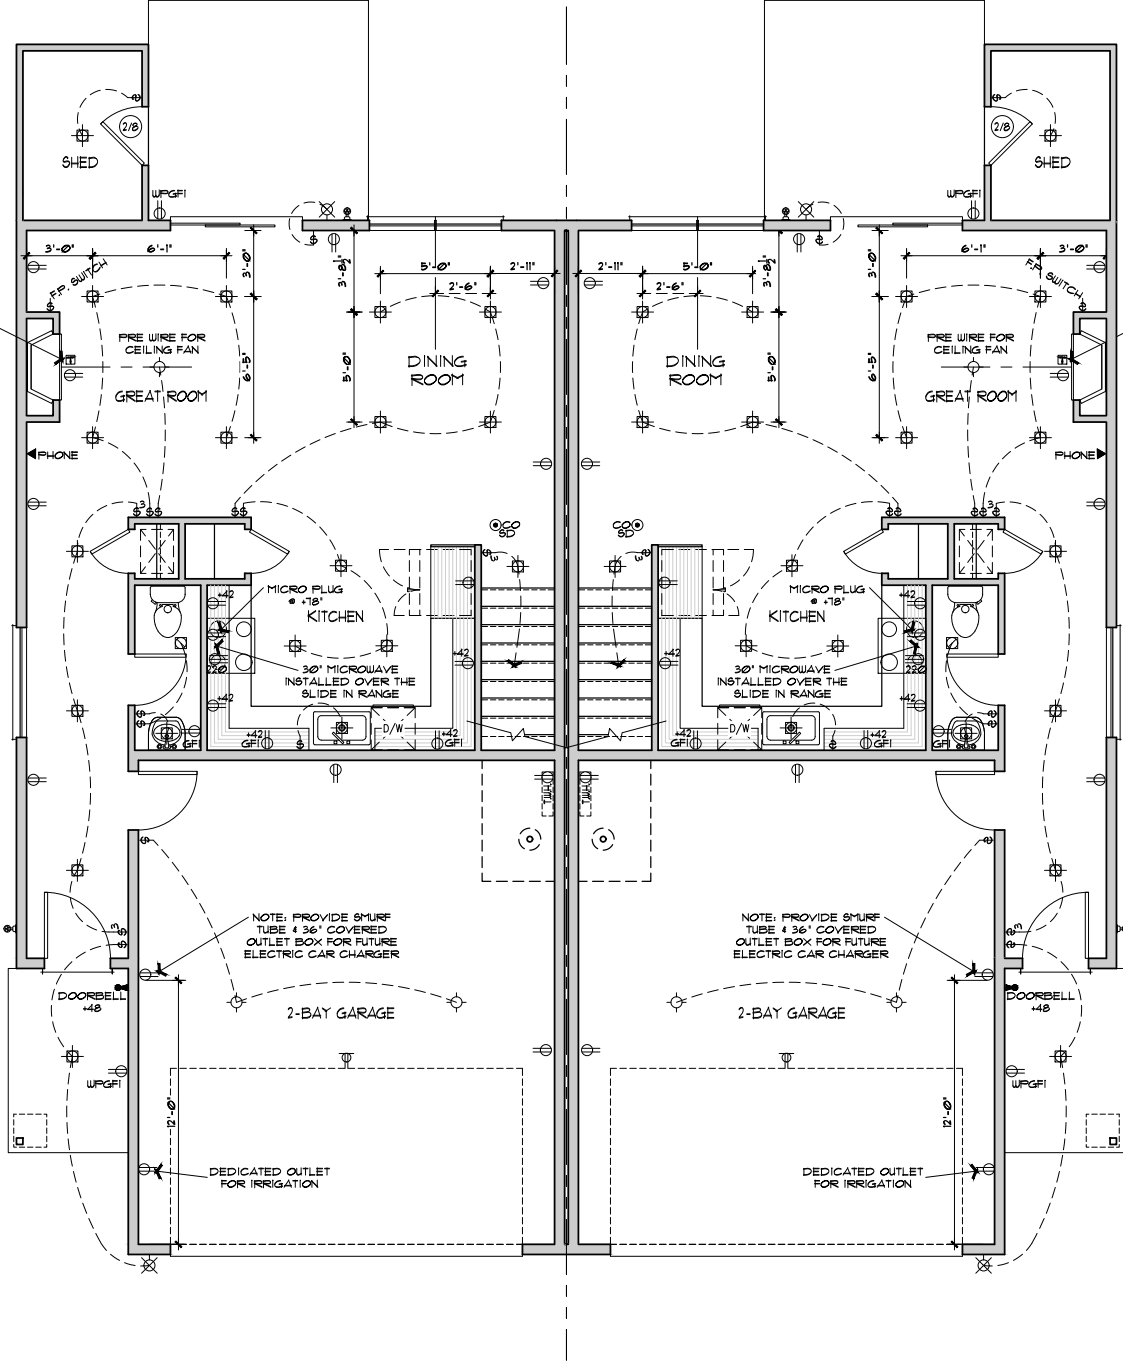 2/8
2/8
SHED
SHED
WPGFI
WPGFI
3'-0"
6'-1"
3'-0"
3'-8½"
5'-0"
2'-11"
2'-11"
5'-0"
3'-8½"
3'-0"
6'-1"
3'-0"
F.P. SWITCH
2'-6"
2'-6"
F.P. SWITCH
PRE WIRE FOR
CEILING FAN
GREAT ROOM
6'-5"
5'-0"
DINING
ROOM
DINING
ROOM
5'-0"
6'-5"
PRE WIRE FOR
CEILING FAN
GREAT ROOM
PHONE
PHONE
3
3
CO
SD
CO
SD
3
3
MICRO PLUG
@ +78"
KITCHEN
+42
MICRO PLUG
@ +78"
KITCHEN
+42
30" MICROWAVE
INSTALLED OVER THE
SLIDE IN RANGE
220
+42
+42
+42
30" MICROWAVE
INSTALLED OVER THE
SLIDE IN RANGE
220
+42
GFI
+42
GFI
D/W
+42
GFI
+42
GFI
D/W
+42
GFI
GFI
NOTE: PROVIDE SMURF
TUBE & 36" COVERED
OUTLET BOX FOR FUTURE
ELECTRIC CAR CHARGER
NOTE: PROVIDE SMURF
TUBE & 36" COVERED
OUTLET BOX FOR FUTURE
ELECTRIC CAR CHARGER
3
3
DOORBELL
+48
2-BAY GARAGE
2-BAY GARAGE
DOORBELL
+48
WPGFI
WPGFI
12'-0"
12'-0"
DEDICATED OUTLET
FOR IRRIGATION
DEDICATED OUTLET
FOR IRRIGATION